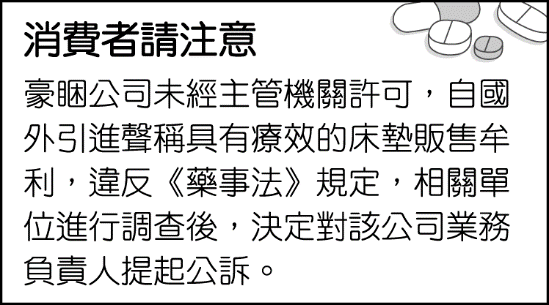 消費者請注意
豪睏公司未經主管機關許可，自國
外引進聲稱具有療效的床墊販售牟
利，違反《藥事法》規定，相關單
位進行調查後，決定對該公司業務
負責人提起公訴。